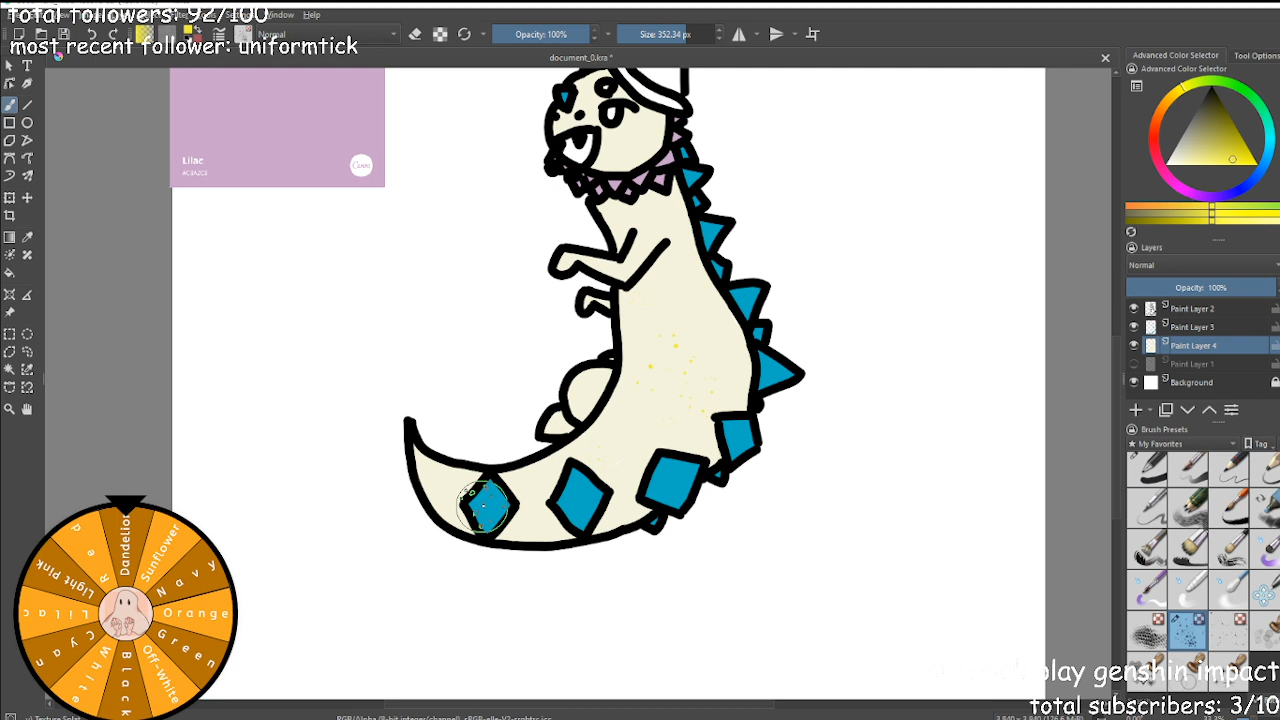 total followers: 92/100
Window Help
Normal
Opacity: 100%
Size: 352.34 px
most recent follower: uniformtick
document_0.kra *
Advanced Color Selector
Tool Options
Advanced Color Selector
Lilac
#C8A2C8
Canva
Layers
Normal
Opacity: 100%
Paint Layer 2
Paint Layer 3
Paint Layer 4
Paint Layer 1
Background
Brush Presets
My Favorites
Tag
Dandelion
Sunflower
Navy
Orange
Green
Off-White
Black
White
Cyan
Lilac
Light Pink
Red
play genshin impact
total subscribers: 3/10